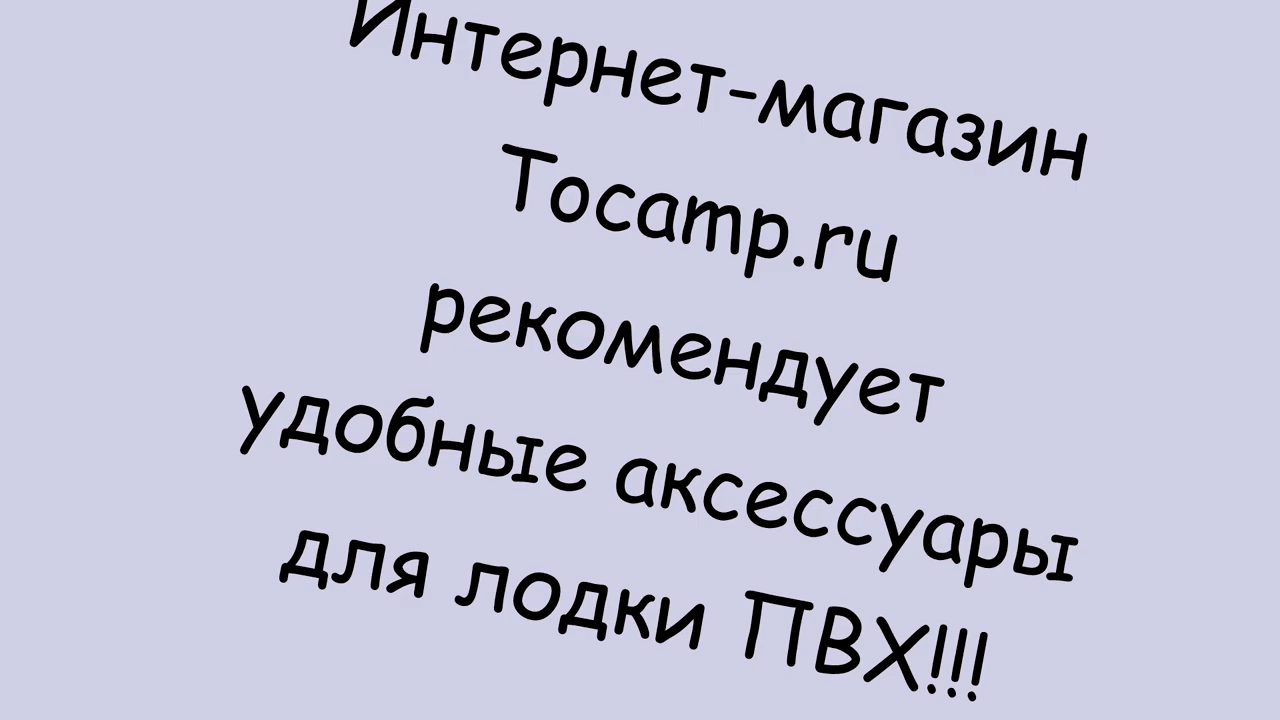 Интернет-магазин
Tocamp.ru
рекомендует
удобные аксессуары
для лодки ПВХ!!!